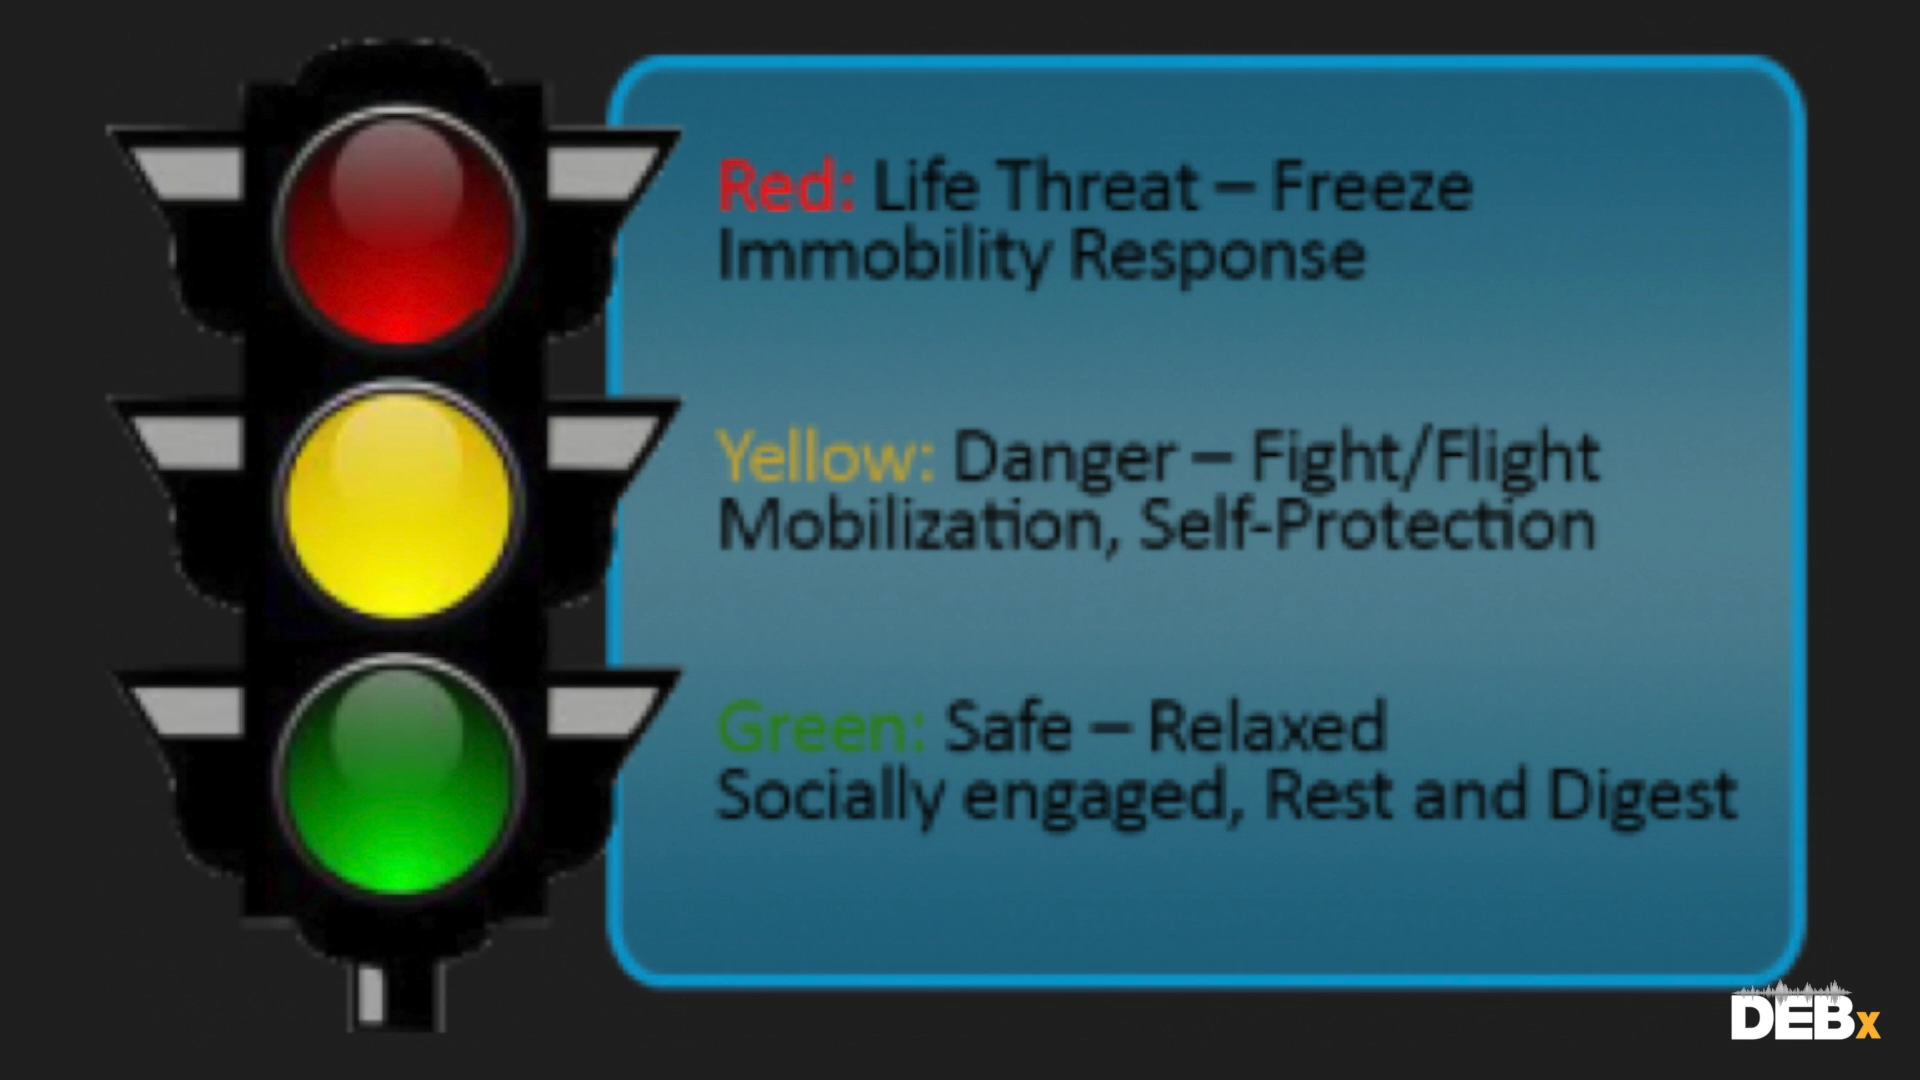 Red: Life Threat – Freeze
Immobility Response
Yellow: Danger – Fight/Flight
Mobilization, Self-Protection
Green: Safe – Relaxed
Socially engaged, Rest and Digest
DEBx